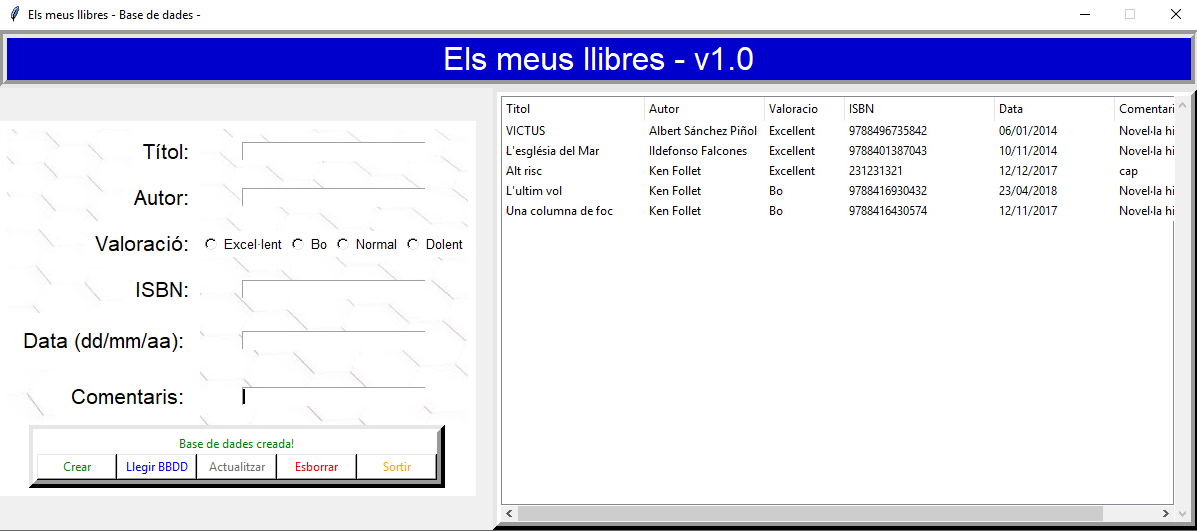 Els meus llibres - Base de dades -
Els meus llibres - v1.0
Títol:
Autor:
Valoració: Excel·lent Bo Normal Dolent
ISBN:
Data (dd/mm/aa):
Comentaris:
Base de dades creada!
Crear Llegir BBDD Actualitzar Esborrar Sortir
Titol Autor Valoracio ISBN Data Comentari
VICTUS Albert Sánchez Piñol Excellent 9788496735842 06/01/2014 Novel·la hi
L'església del Mar Ildefonso Falcones Excellent 9788401387043 10/11/2014 Novel·la hi
Alt risc Ken Follet Excellent 231231321 12/12/2017 cap
L'ultim vol Ken Follet Bo 9788416930432 23/04/2018 Novel·la hi
Una columna de foc Ken Follet Bo 9788416430574 12/11/2017 Novel·la hi